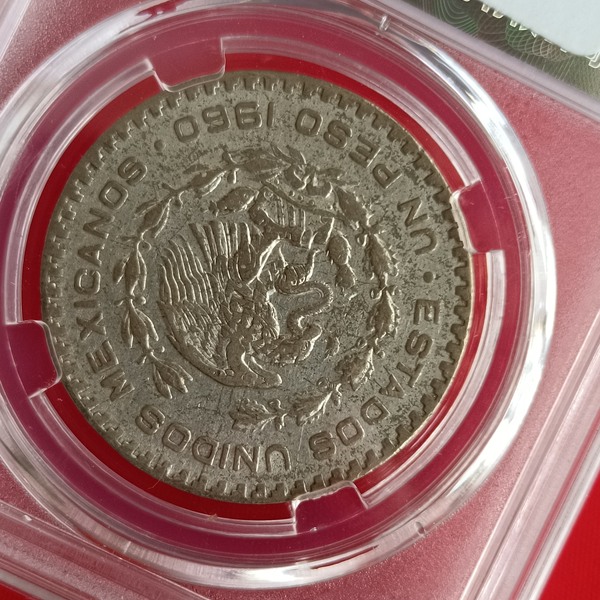 ESTADOS UNIDOS MEXICANOS
UN PESO 1960